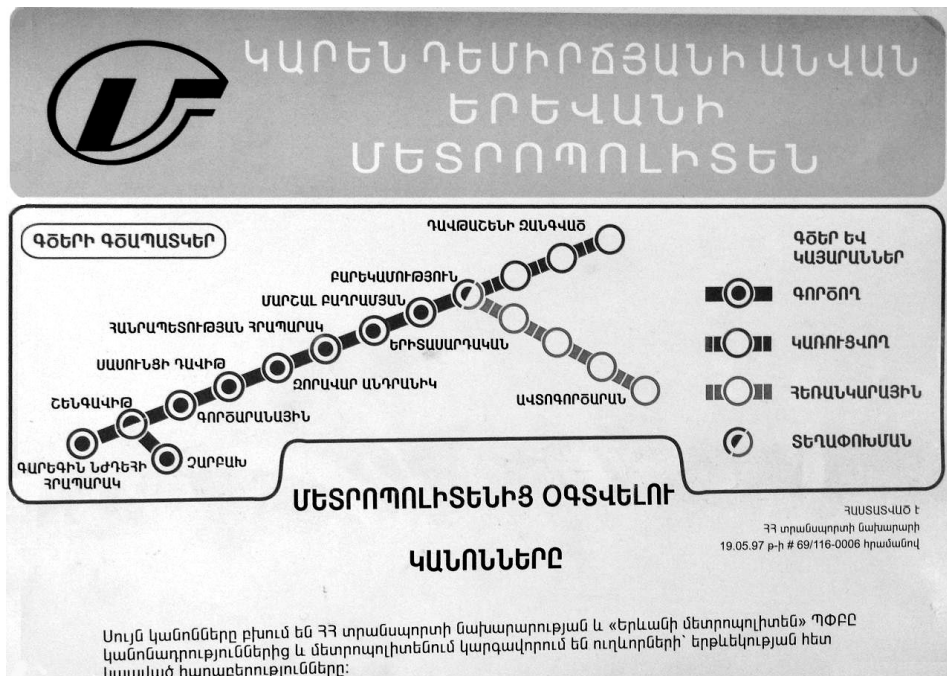 ԿԱՐԵՆ ԴԵՄԻՐՃՅԱՆԻ ԱՆՎԱՆ
ԵՐԵՎԱՆԻ
ՄԵՏՐՈՊՈԼԻՏԵՆ
ԳԾԵՐԻ ԳԾԱՊԱՏԿԵՐ
ԴԱՎԹԱՇԵՆԻ ԶԱՆԳՎԱԾ
ԲԱՐԵԿԱՄՈՒԹՅՈՒՆ
ՄԱՐՇԱԼ ԲԱՂՐԱՄՅԱՆ
ՀԱՆՐԱՊԵՏՈՒԹՅԱՆ ՀՐԱՊԱՐԱԿ
ԵՐԻՏԱՍԱՐԴԱԿԱՆ
ՍԱՍՈՒՆՑԻ ԴԱՎԻԹ
ԶՈՐԱՎԱՐ ԱՆԴՐԱՆԻԿ
ԱՎՏՈԳՈՐԾԱՐԱՆ
ՇԵՆԳԱՎԻԹ
ԳՈՐԾԱՐԱՆԱՅԻՆ
ԳԱՐԵԳԻՆ ՆԺԴԵՀԻ
ՀՐԱՊԱՐԱԿ
ՉԱՐԲԱԽ
ԳԾԵՐ ԵՎ
ԿԱՅԱՐԱՆՆԵՐ
ԳՈՐԾՈՂ
ԿԱՌՈՒՑՎՈՂ
ՀԵՌԱՆԿԱՐԱՅԻՆ
ՏԵՂԱՓՈԽՄԱՆ
ՄԵՏՐՈՊՈԼԻՏԵՆԻՑ ՕԳՏՎԵԼՈՒ
ԿԱՆՈՆՆԵՐԸ
ՀԱՍՏԱՏՎԱԾ է
ՀՀ տրանսպորտի նախարարի
19.05.97 թ-ի # 69/116-0006 հրամանով
Սույն կանոնները բխում են ՀՀ տրանսպորտի նախարարության և «Երևանի մետրոպոլիտեն» ՊՓԲԸ
կանոնադրություններից և մետրոպոլիտենում կարգավորում են ուղևորների՝ երթևեկության հետ
կապված հարաբերությունները: